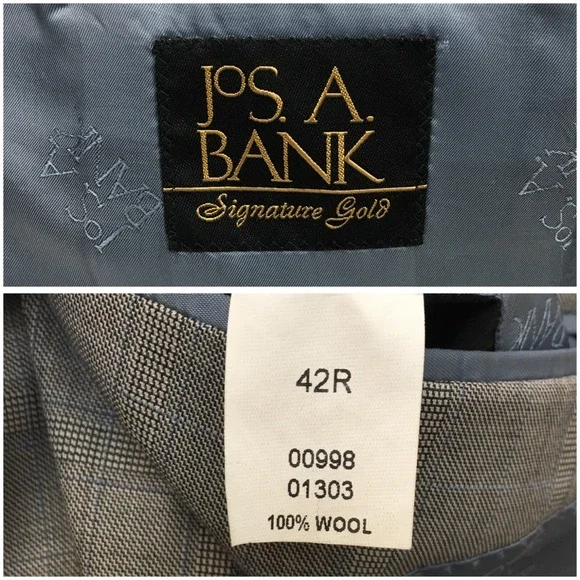 JOS. A.
BANK
Signature Gold
42R
00998
01303
100% WOOL